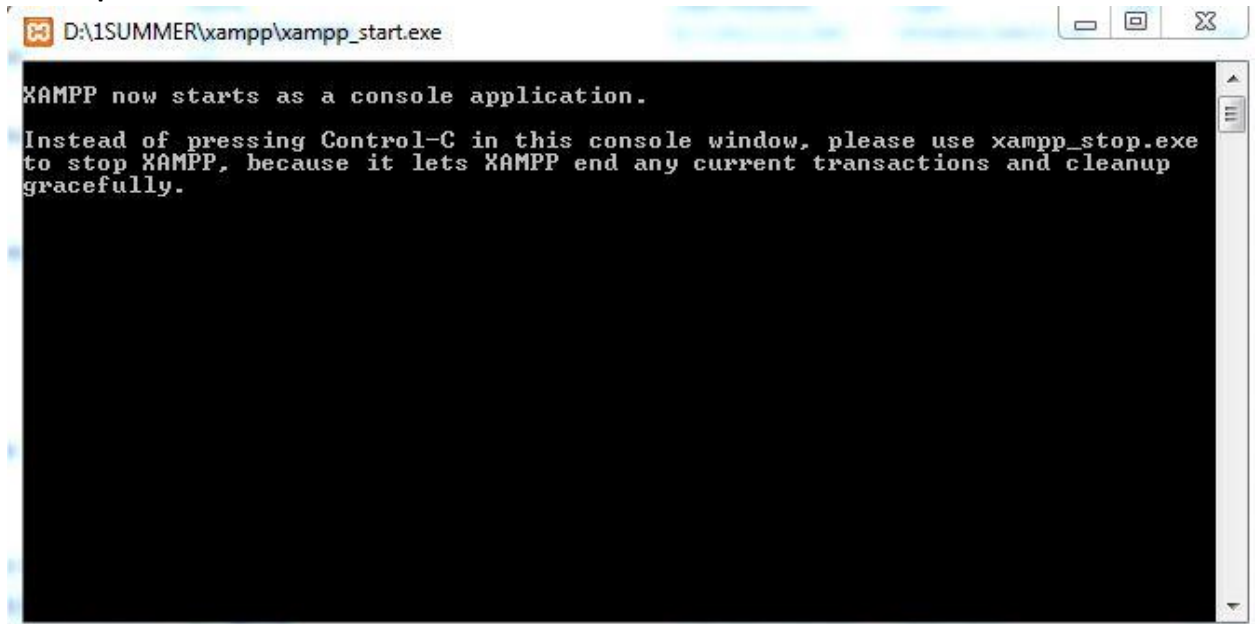 D:\1SUMMER\xampp\xampp_start.exe
XAMPP now starts as a console application.
Instead of pressing Control-C in this console window, please use xampp_stop.exe
to stop XAMPP, because it lets XAMPP end any current transactions and cleanup
gracefully.